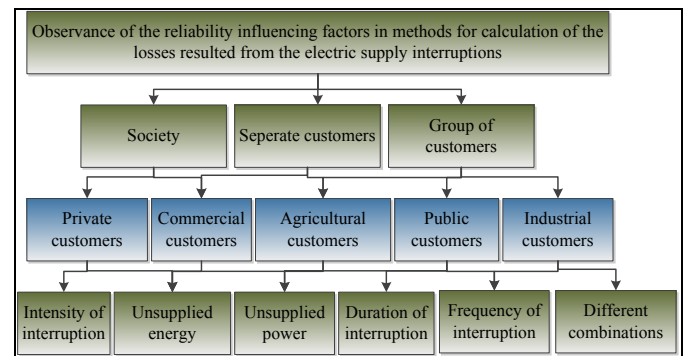 Observance of the reliability influencing factors in methods for calculation of the
losses resulted from the electric supply interruptions
Society
Seperate customers
Group of
customers
Private
customers
Commercial
customers
Agricultural
customers
Public
customers
Industrial
customers
Intensity of
interruption
Unsupplied
energy
Unsupplied
power
Duration of
interruption
Frequency of
interruption
Different
combinations